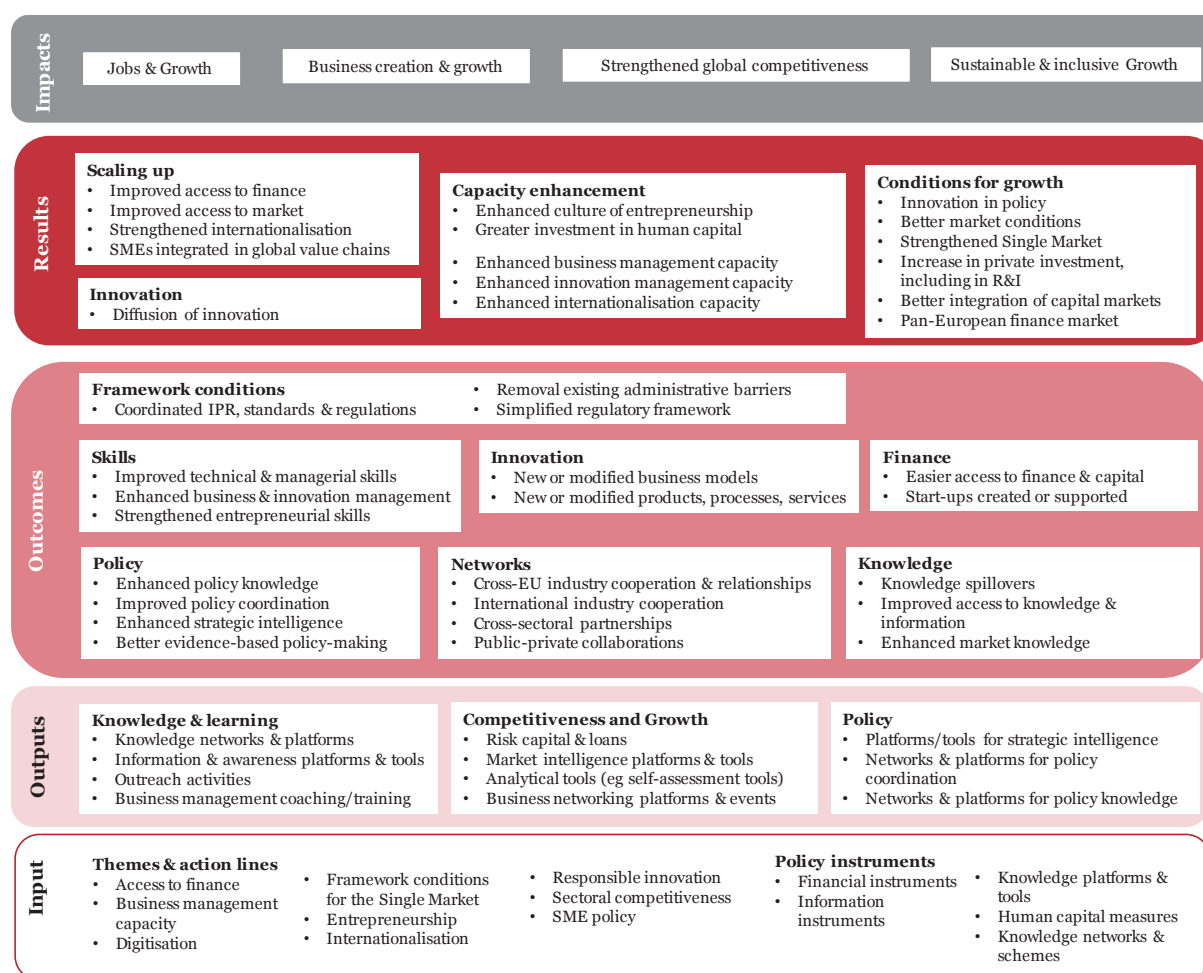 Impacts
Jobs & Growth
Business creation & growth
Strengthened global competitiveness
Sustainable & inclusive Growth
Results
Scaling up
• Improved access to finance
• Improved access to market
• Strengthened internationalisation
• SMEs integrated in global value chains
Innovation
• Diffusion of innovation
Capacity enhancement
• Enhanced culture of entrepreneurship
• Greater investment in human capital
• Enhanced business management capacity
• Enhanced innovation management capacity
• Enhanced internationalisation capacity
Conditions for growth
• Innovation in policy
• Better market conditions
• Strengthened Single Market
• Increase in private investment,
including in R&I
• Better integration of capital markets
• Pan-European finance market
Outcomes
Framework conditions
• Coordinated IPR, standards & regulations
• Removal existing administrative barriers
• Simplified regulatory framework
Skills
• Improved technical & managerial skills
• Enhanced business & innovation management
• Strengthened entrepreneurial skills
Innovation
• New or modified business models
• New or modified products, processes, services
Finance
• Easier access to finance & capital
• Start-ups created or supported
Policy
• Enhanced policy knowledge
• Improved policy coordination
• Enhanced strategic intelligence
• Better evidence-based policy-making
Networks
• Cross-EU industry cooperation & relationships
• International industry cooperation
• Cross-sectoral partnerships
• Public-private collaborations
Knowledge
• Knowledge spillovers
• Improved access to knowledge &
information
• Enhanced market knowledge
Outputs
Knowledge & learning
• Knowledge networks & platforms
• Information & awareness platforms & tools
• Outreach activities
• Business management coaching/training
Competitiveness and Growth
• Risk capital & loans
• Market intelligence platforms & tools
• Analytical tools (eg self-assessment tools)
• Business networking platforms & events
Policy
• Platforms/tools for strategic intelligence
• Networks & platforms for policy
coordination
• Networks & platforms for policy knowledge
Input
Themes & action lines
• Access to finance
• Business management
capacity
• Digitisation
• Framework conditions
for the Single Market
• Entrepreneurship
• Internationalisation
• Responsible innovation
• Sectoral competitiveness
• SME policy
Policy instruments
• Financial instruments
• Information
instruments
• Knowledge platforms &
tools
• Human capital measures
• Knowledge networks &
schemes